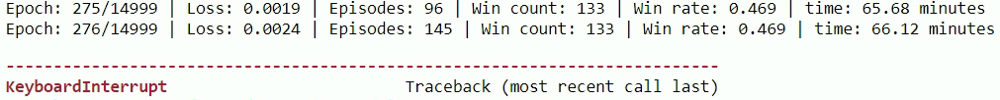 Epoch: 275/14999 | Loss: 0.0019 | Episodes: 96 | Win count: 133 | Win rate: 0.469 | time: 65.68 minutes
Epoch: 276/14999 | Loss: 0.0024 | Episodes: 145 | Win count: 133 | Win rate: 0.469 | time: 66.12 minutes
---------------------------------------------------------------------------
KeyboardInterrupt                         Traceback (most recent call last)